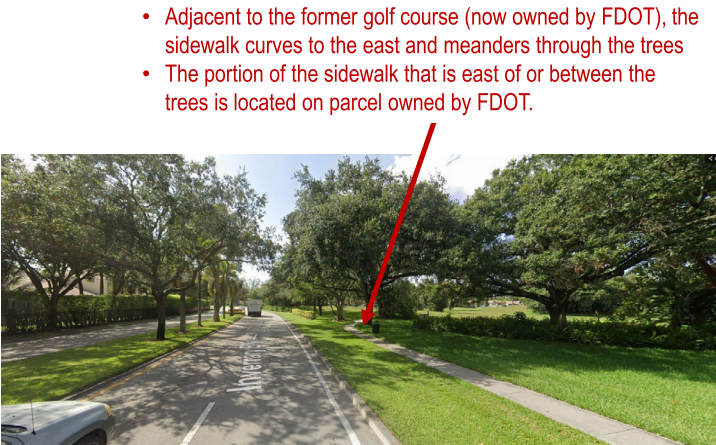 • Adjacent to the former golf course (now owned by FDOT), the
sidewalk curves to the east and meanders through the trees
• The portion of the sidewalk that is east of or between the
trees is located on parcel owned by FDOT.